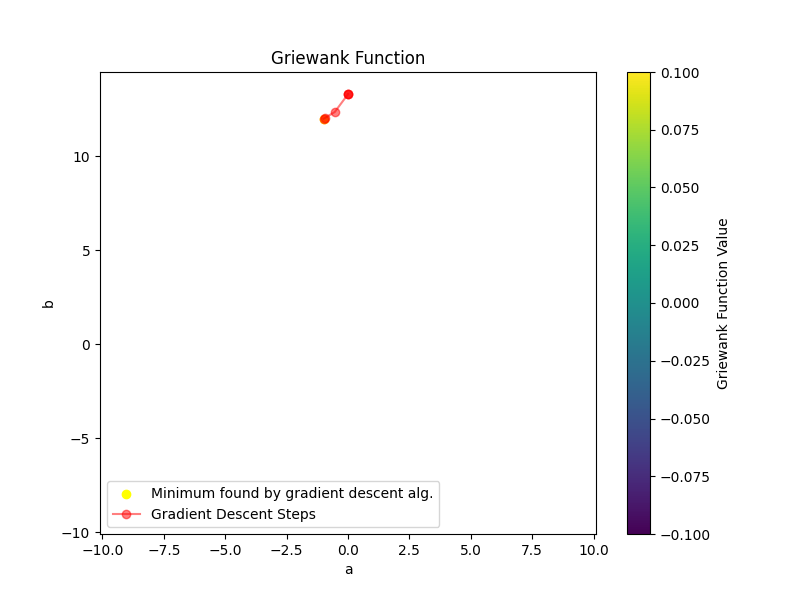 Griewank Function
10
5
0
−5
−10
b
−10.0 −7.5 −5.0 −2.5 0.0 2.5 5.0 7.5 10.0
a
Minimum found by gradient descent alg.
Gradient Descent Steps
0.100
0.075
0.050
0.025
0.000
−0.025
−0.050
−0.075
−0.100
Griewank Function Value